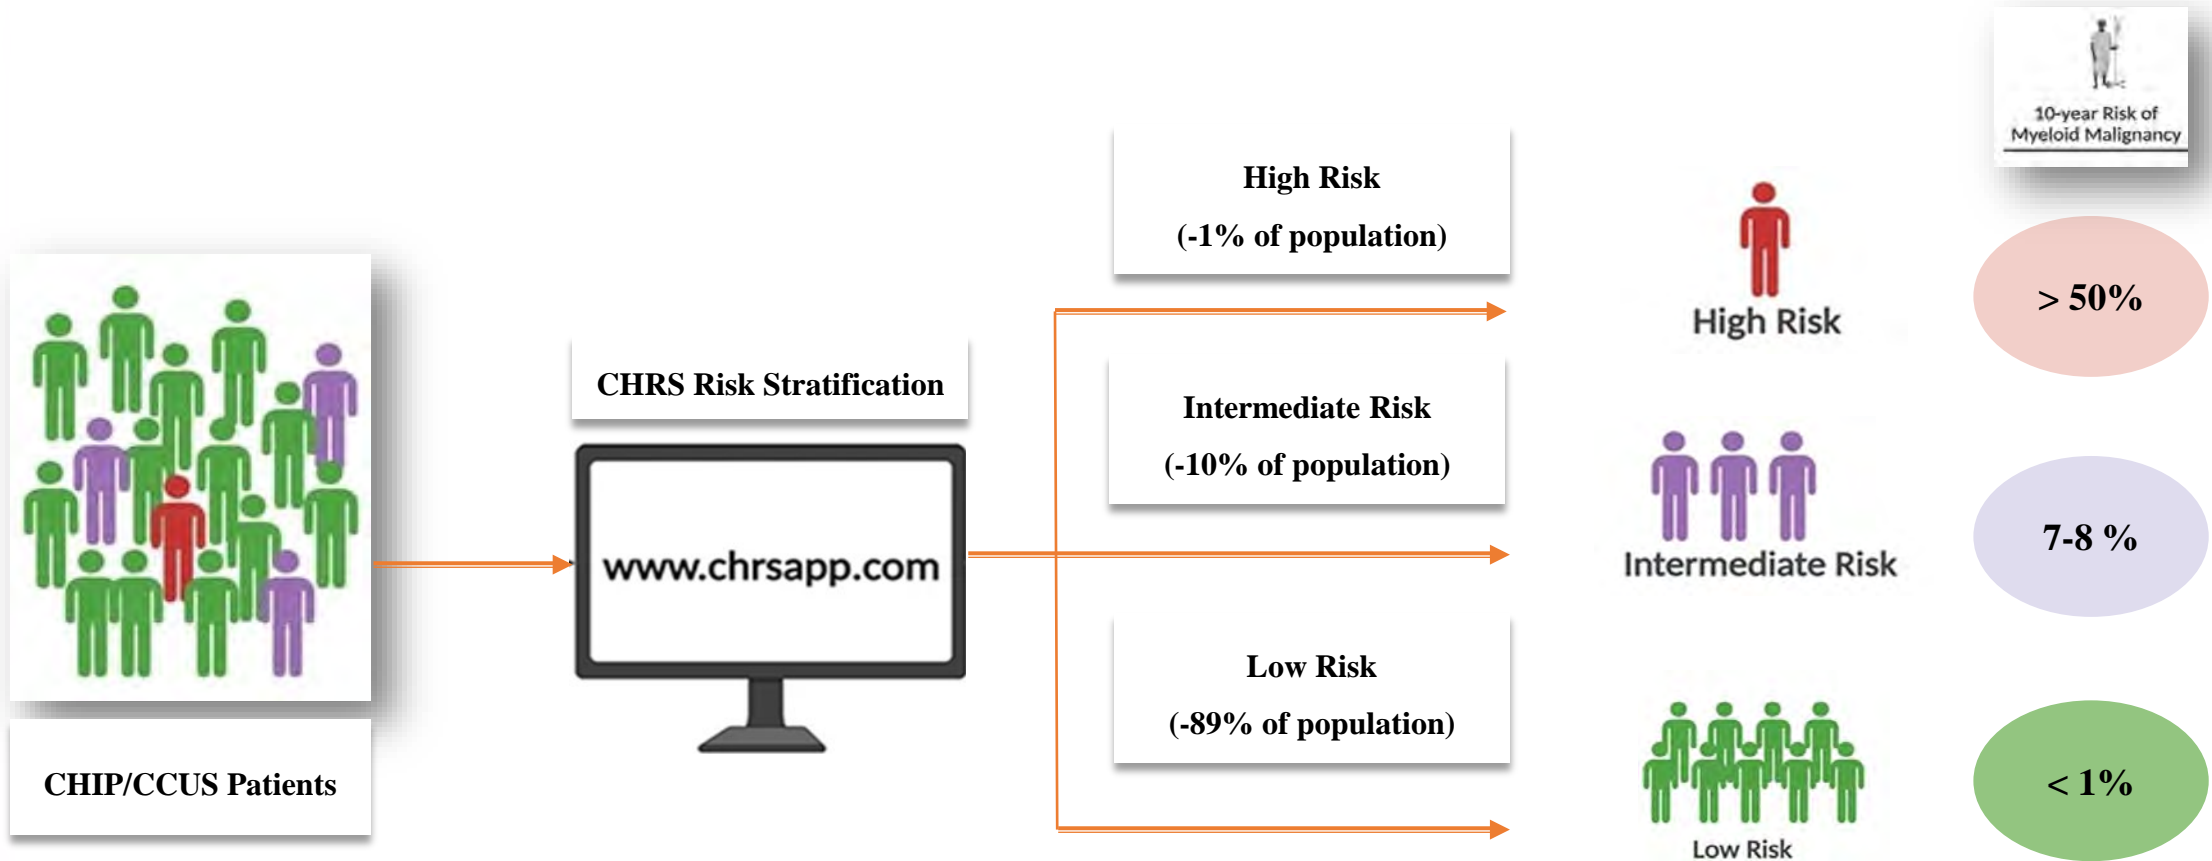 10-year Risk of
Myeloid Malignancy
High Risk
(-1% of population)
High Risk
> 50%
CHRS Risk Stratification
Intermediate Risk
(-10% of population)
Intermediate Risk
7-8 %
www.chrsapp.com
Low Risk
(-89% of population)
Low Risk
< 1%
CHIP/CCUS Patients